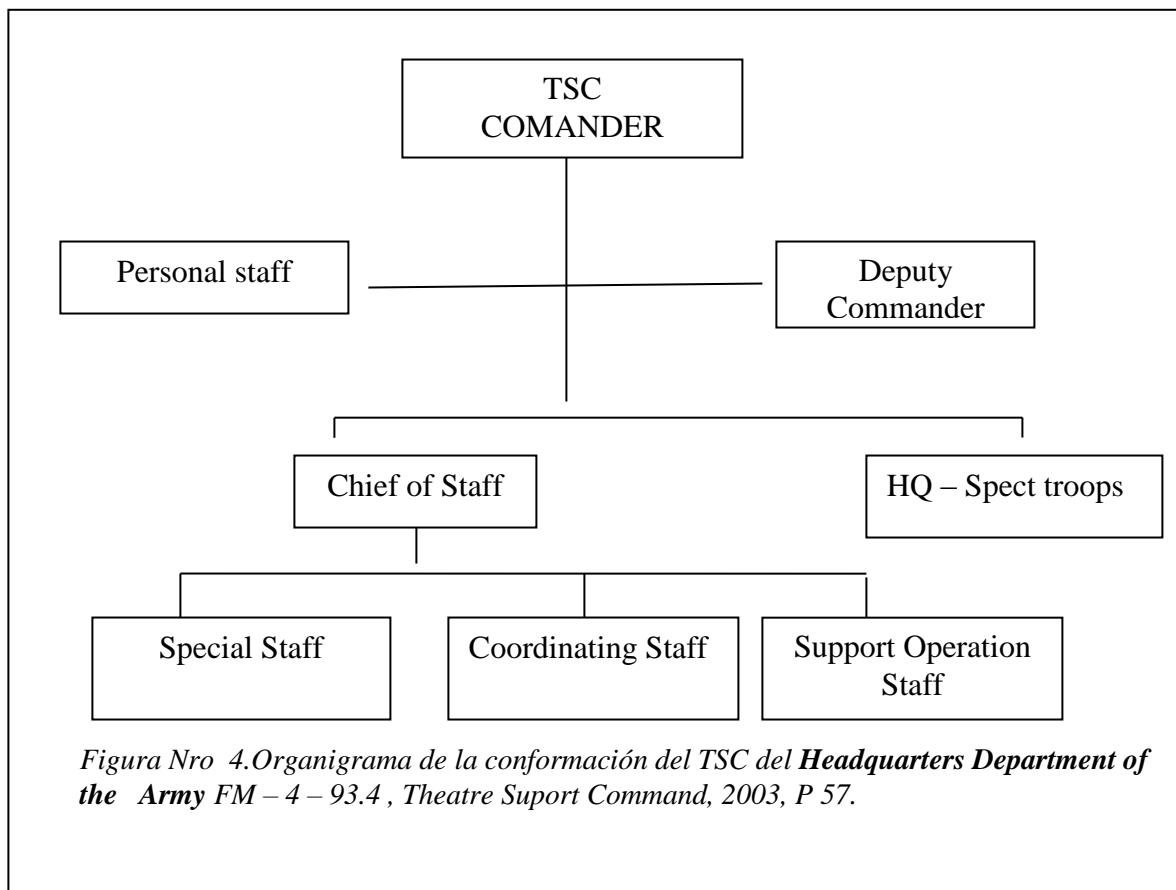 TSC
COMANDER
Personal staff
Deputy
Commander
Chief of Staff
HQ – Spect troops
Special Staff
Coordinating Staff
Support Operation
Staff
Figura Nro 4.Organigrama de la conformación del TSC del Headquarters Department of
the Army FM – 4 – 93.4 , Theatre Suport Command, 2003, P 57.